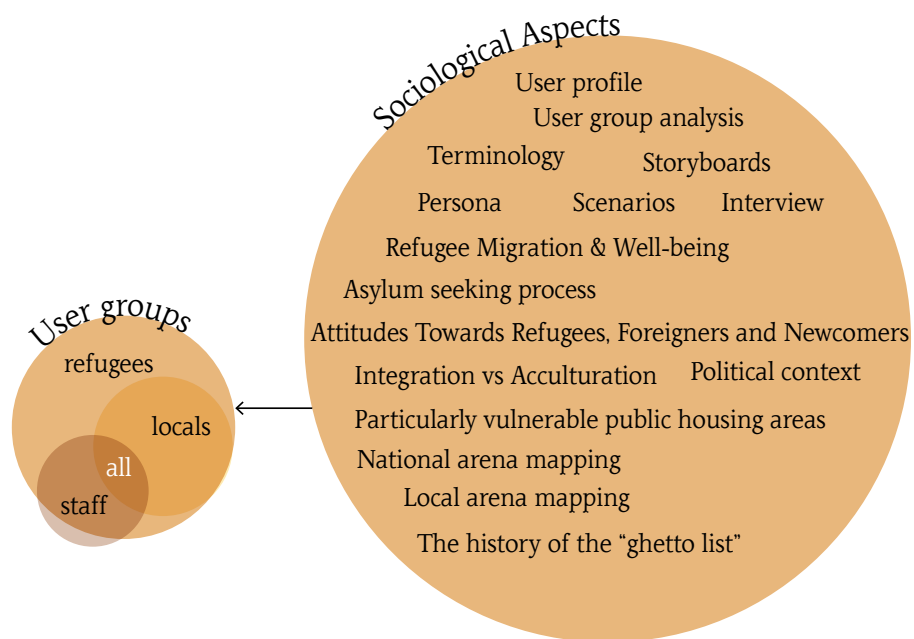 Sociological Aspects
User profile
User group analysis
Terminology
Storyboards
Persona
Scenarios
Interview
Refugee Migration & Well-being
Asylum seeking process
Attitudes Towards Refugees, Foreigners and Newcomers
Integration vs Acculturation
Political context
Particularly vulnerable public housing areas
National arena mapping
Local arena mapping
The history of the “ghetto list”
User groups
refugees
locals
all
staff